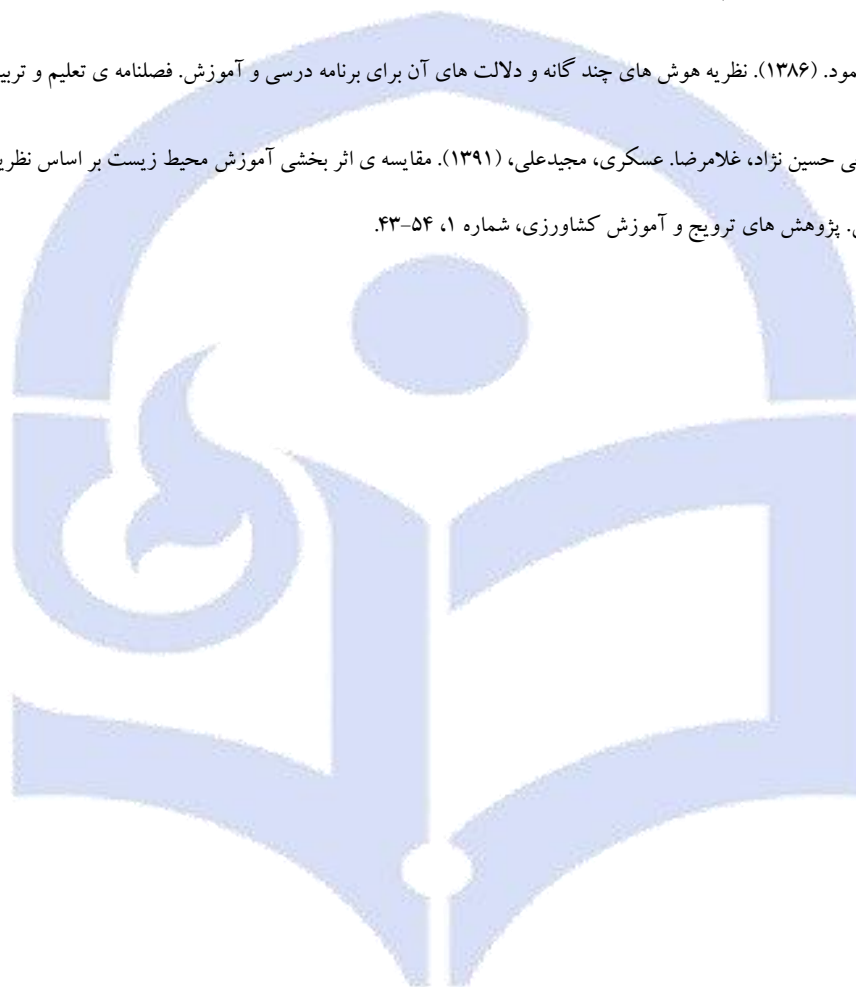 مود. (۱۳۸۶). نظریه هوش های چند گانه و دلالت های آن برای برنامه درسی و آموزش. فصلنامه ی تعلیم و تربی
ی حسین نژاد، غلامرضا. عسکری، مجیدعلی، (۱۳۹۱). مقایسه ی اثر بخشی آموزش محیط زیست بر اساس نظری
. پژوهش های ترویج و آموزش کشاورزی، شماره ۱، ۵۴-۴۳.